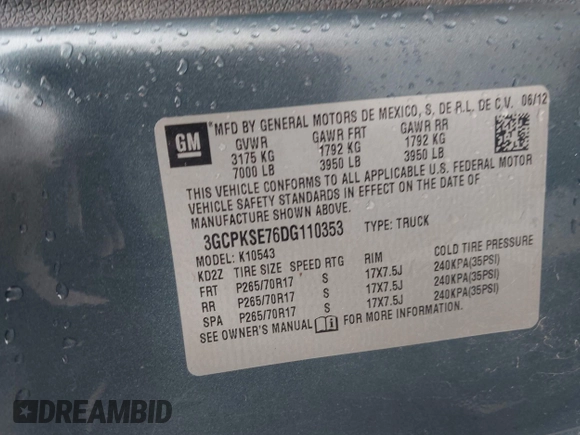 GM MFD BY GENERAL MOTORS DE MEXICO, S, DE R.L. DE C.V. 06/12
GVWR GAWR FRT GAWR RR
3175 KG 1792 KG 1792 KG
7000 LB 3950 LB 3950 LB
THIS VEHICLE CONFORMS TO ALL APPLICABLE U.S. FEDERAL MOTOR
VEHICLE SAFETY STANDARDS IN EFFECT ON THE DATE OF
MANUFACTURE SHOWN ABOVE.
3GCPKSE76DG110353 TYPE: TRUCK
MODEL: K10543
KD2Z TIRE SIZE SPEED RTG RIM COLD TIRE PRESSURE
FRT P265/70R17 S 17X7.5J 240KPA(35PSI)
RR P265/70R17 S 17X7.5J 240KPA(35PSI)
SPA P265/70R17 S 17X7.5J 240KPA(35PSI)
SEE OWNER'S MANUAL FOR MORE INFORMATION.
DREAMBID